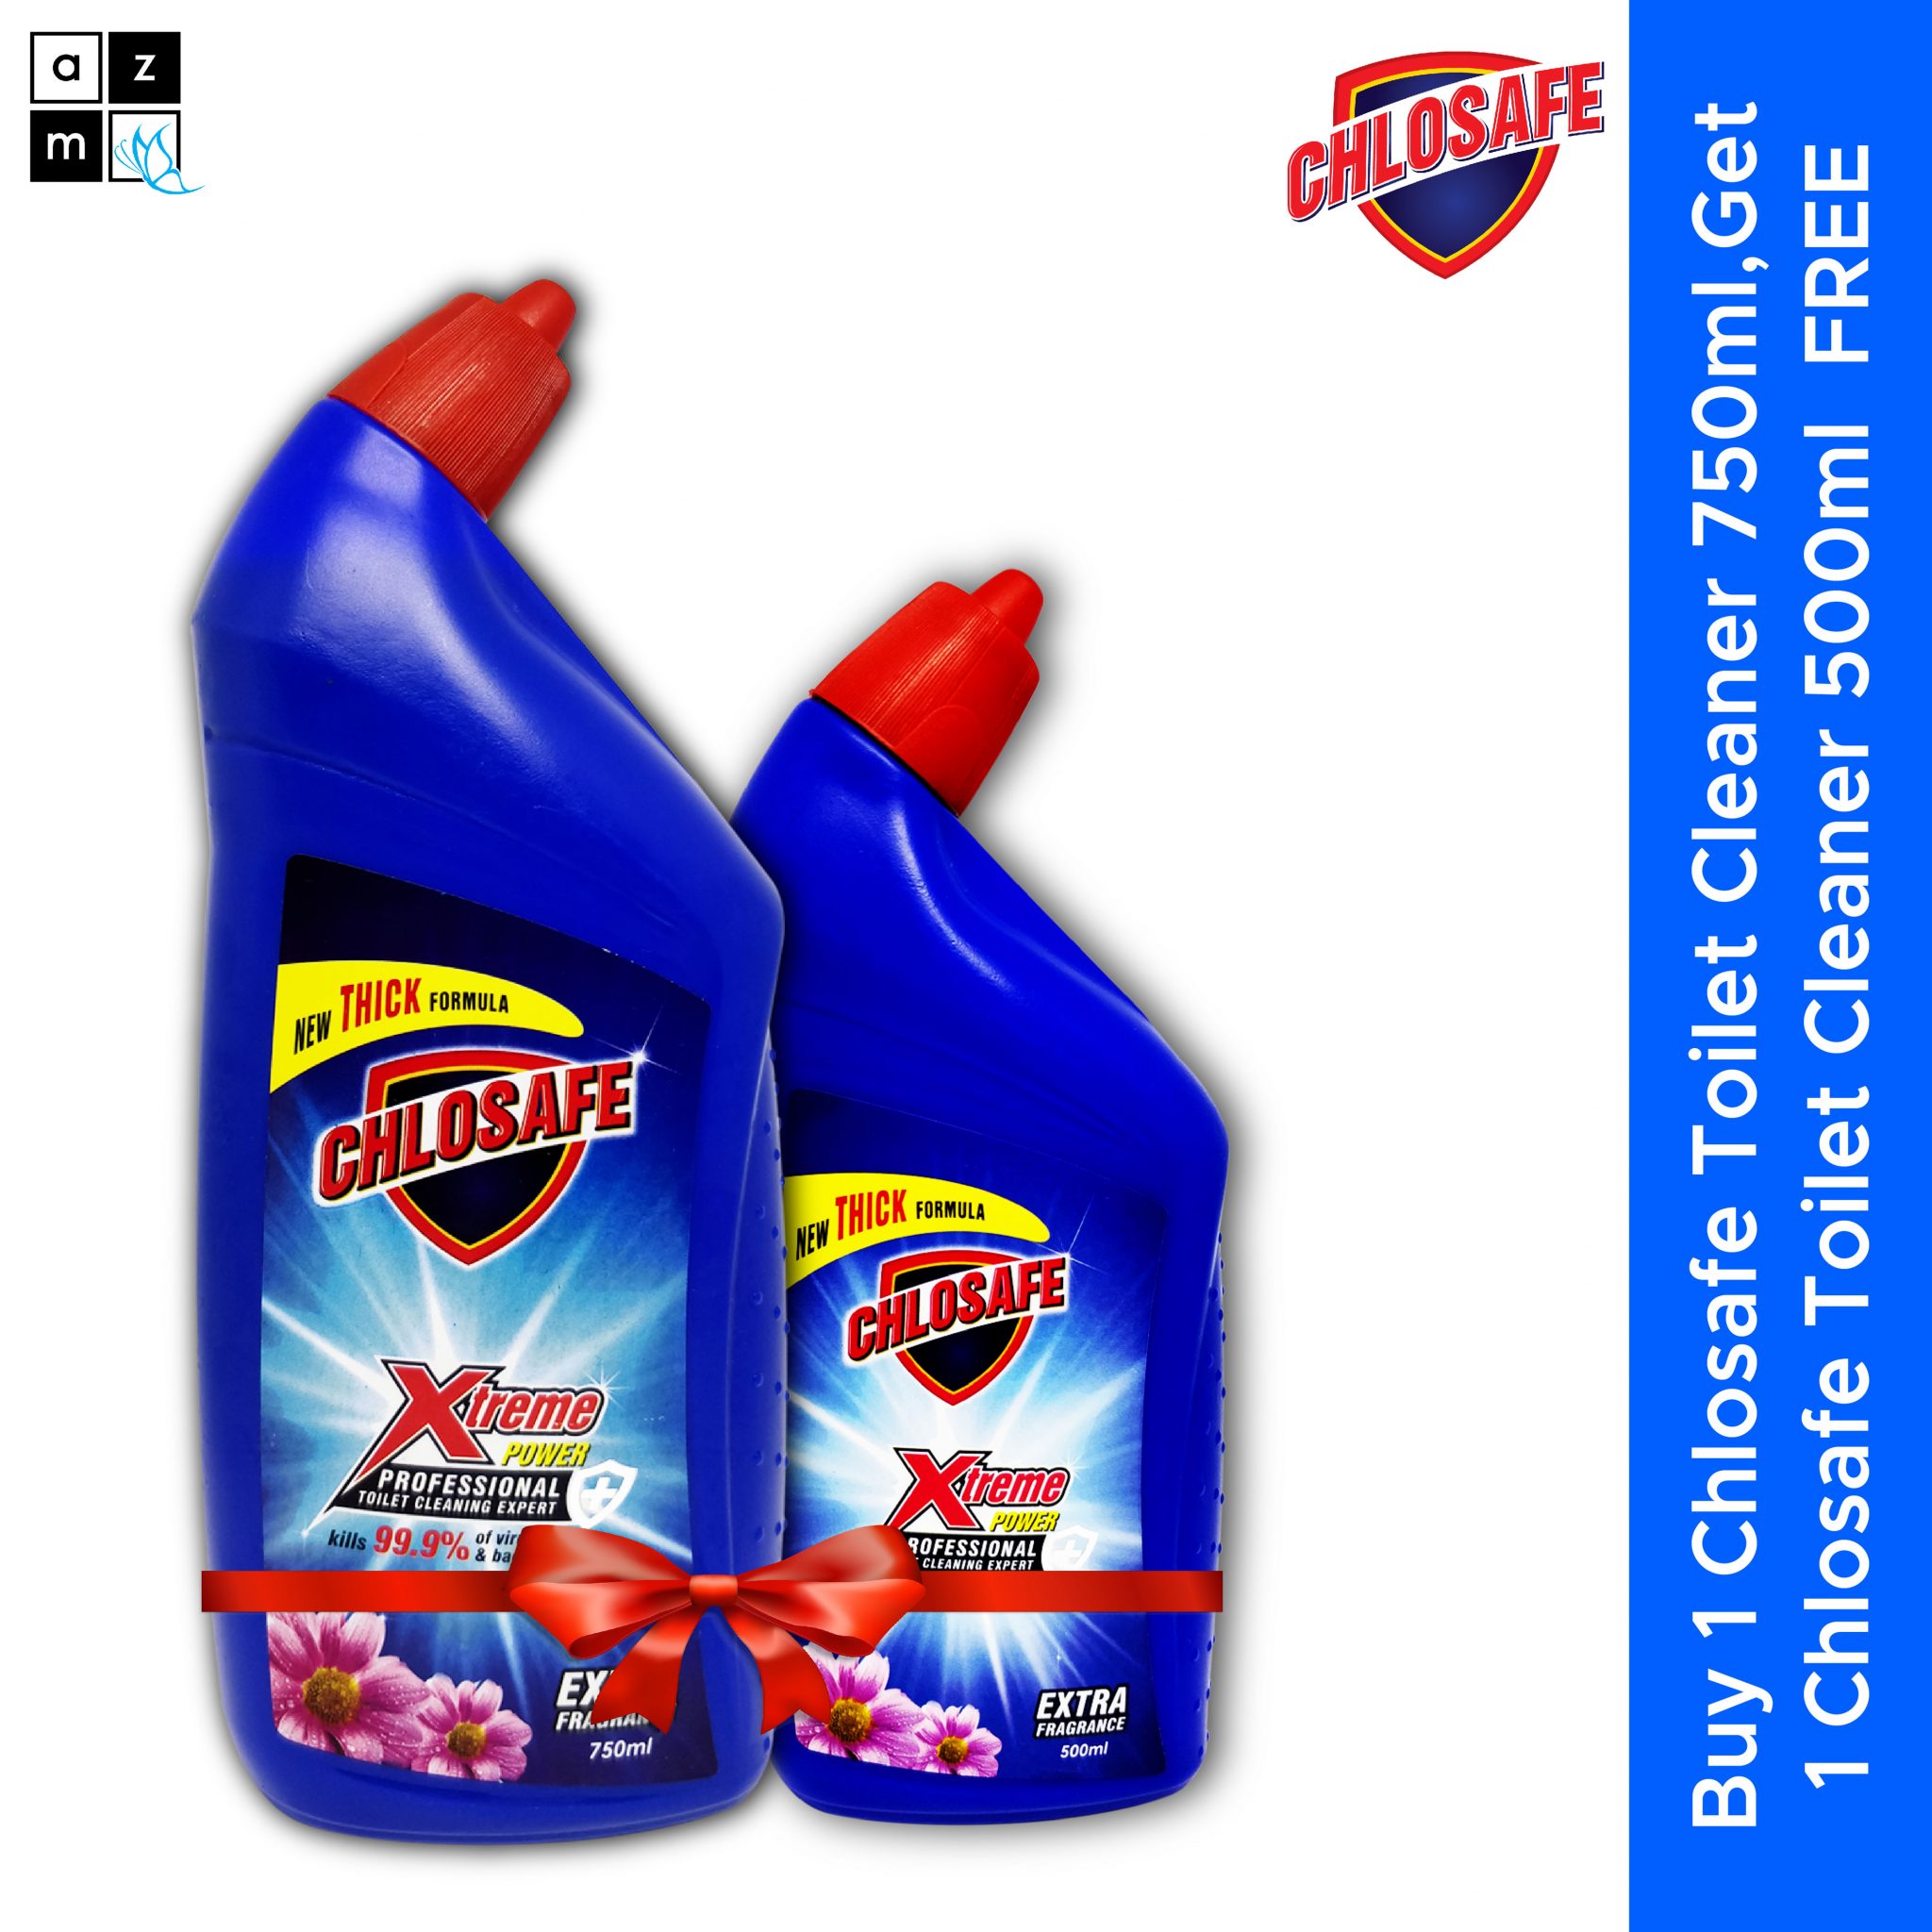 a z
m
CHLOSAFE
Buy 1 Chlosafe Toilet Cleaner 750ml,Get
1 Chlosafe Toilet Cleaner 500ml FREE
NEW THICK FORMULA
CHLOSAFE
Xtreme
POWER
PROFESSIONAL
TOILET CLEANING EXPERT
kills 99.9% of
&
FRAGRANCE
750ml
NEW THICK FORMULA
CHLOSAFE
Xtreme
POWER
CLEANING EXPERT
EXTRA
FRAGRANCE
500ml